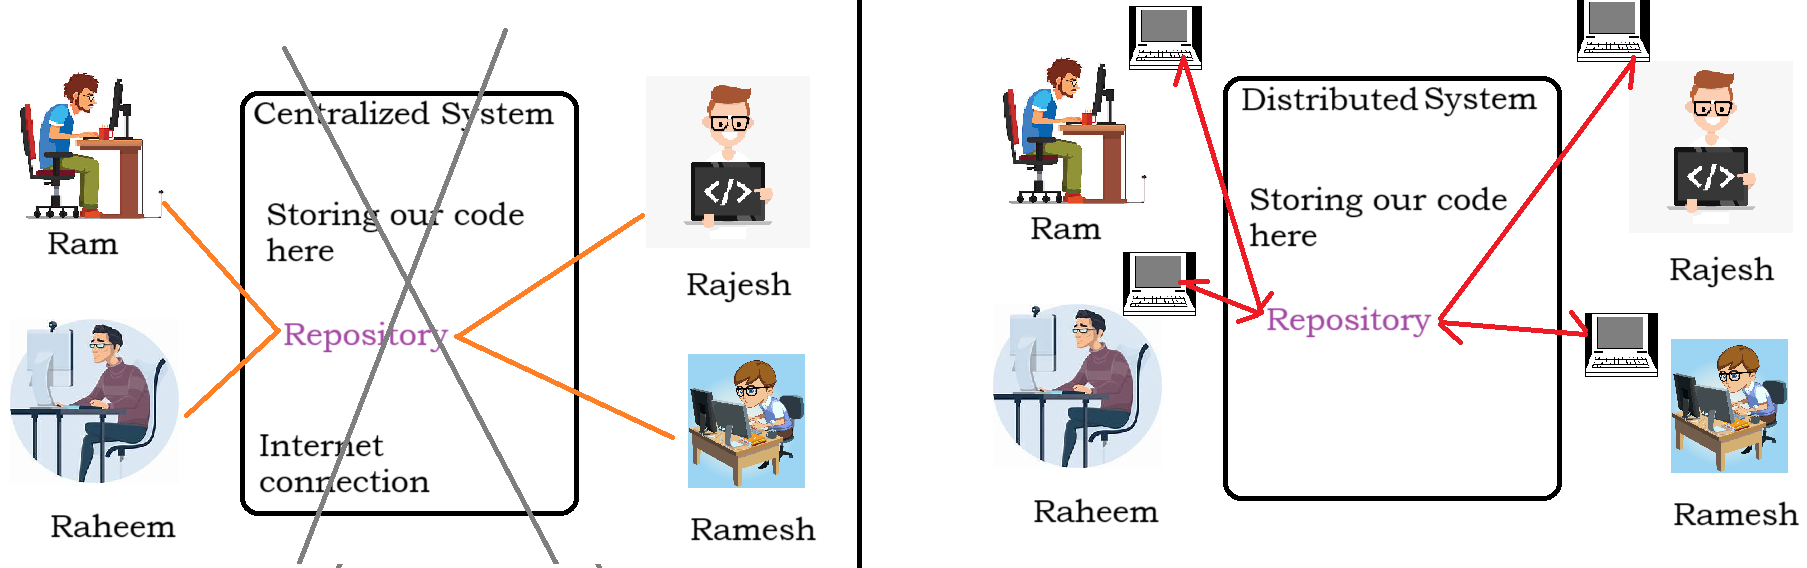 Centralized System
Storing our code
here
Ram
Rajesh
Repository
Internet
connection
Raheem
Ramesh
Distributed System
Storing our code
here
Ram
Rajesh
Repository
Raheem
Ramesh
</>
</>